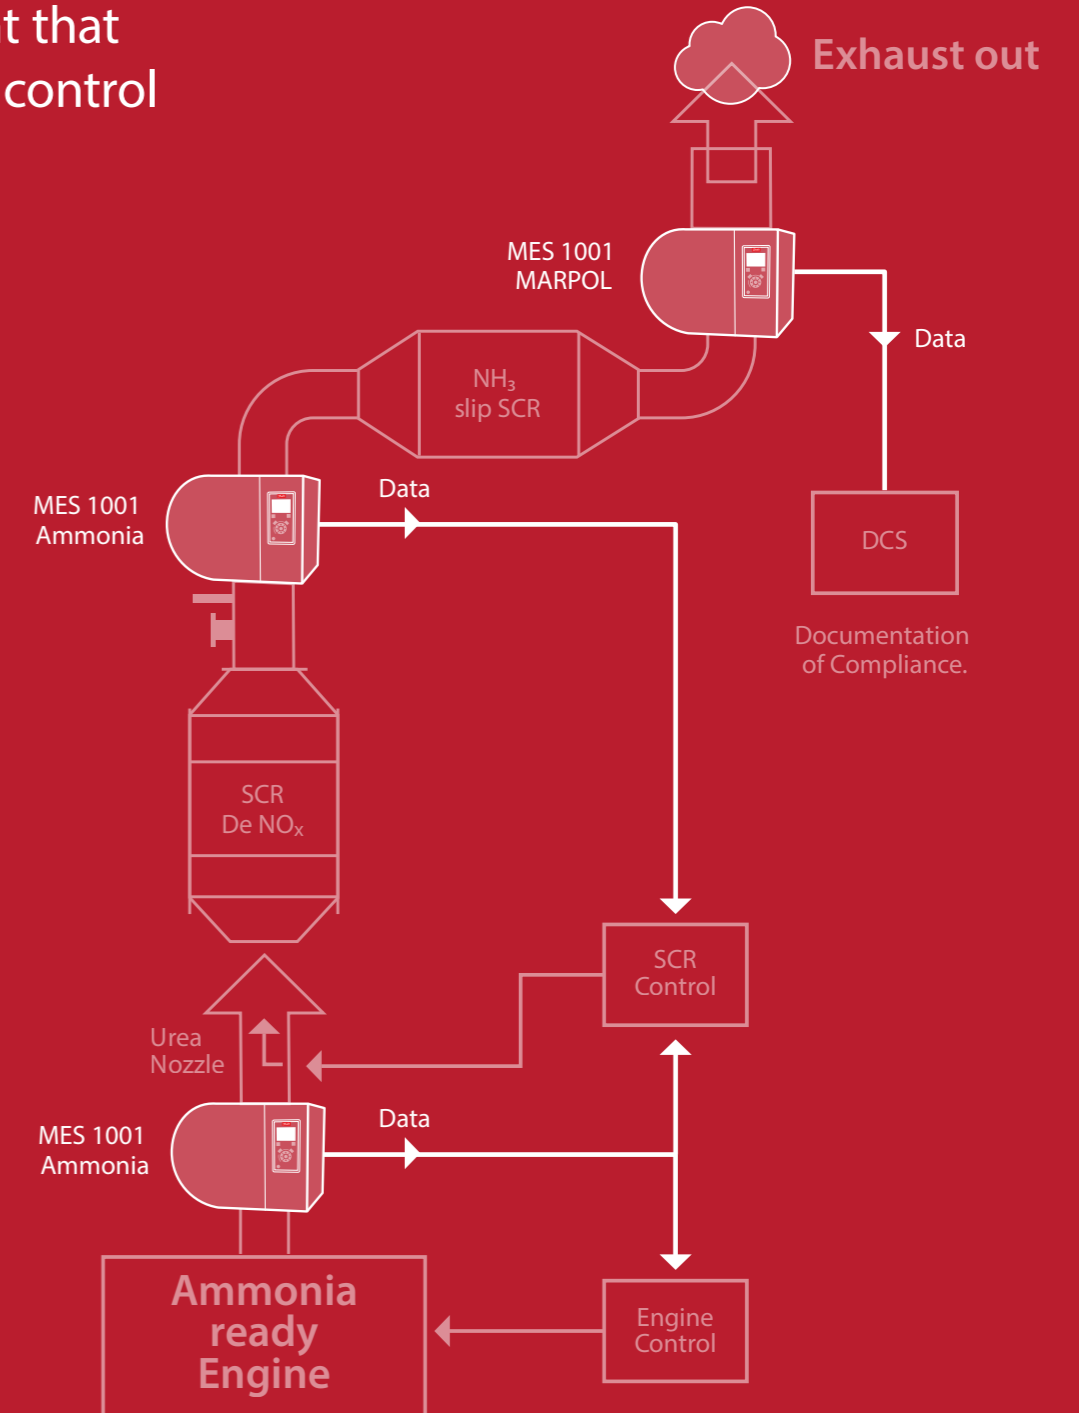 that
control
Exhaust out
MES 1001
MARPOL
Data
NH₃
slip SCR
MES 1001
Ammonia
Data
DCS
Documentation
of Compliance.
SCR
De NOₓ
SCR
Control
Urea
Nozzle
MES 1001
Ammonia
Data
Ammonia
ready
Engine
Engine
Control